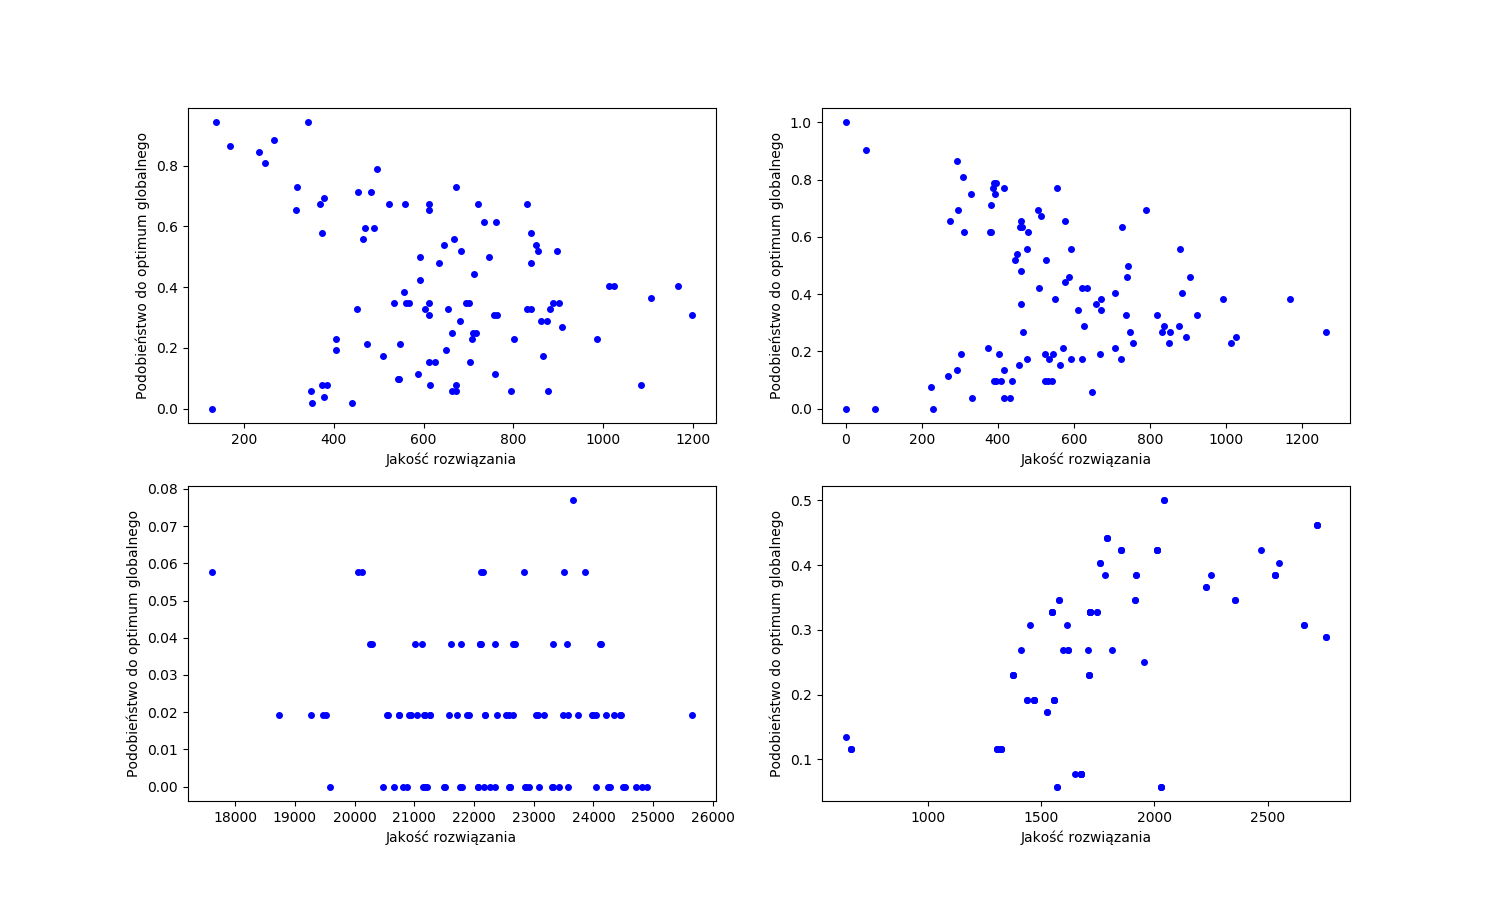 Podobieństwo do optimum globalnego
0.8
0.6
0.4
0.2
0.0
200 400 600 800 1000 1200
Jakość rozwiązania
Podobieństwo do optimum globalnego
1.0
0.8
0.6
0.4
0.2
0.0
0 200 400 600 800 1000 1200
Jakość rozwiązania
Podobieństwo do optimum globalnego
0.08
0.07
0.06
0.05
0.04
0.03
0.02
0.01
0.00
18000 19000 20000 21000 22000 23000 24000 25000 26000
Jakość rozwiązania
Podobieństwo do optimum globalnego
0.5
0.4
0.3
0.2
0.1
1000 1500 2000 2500
Jakość rozwiązania